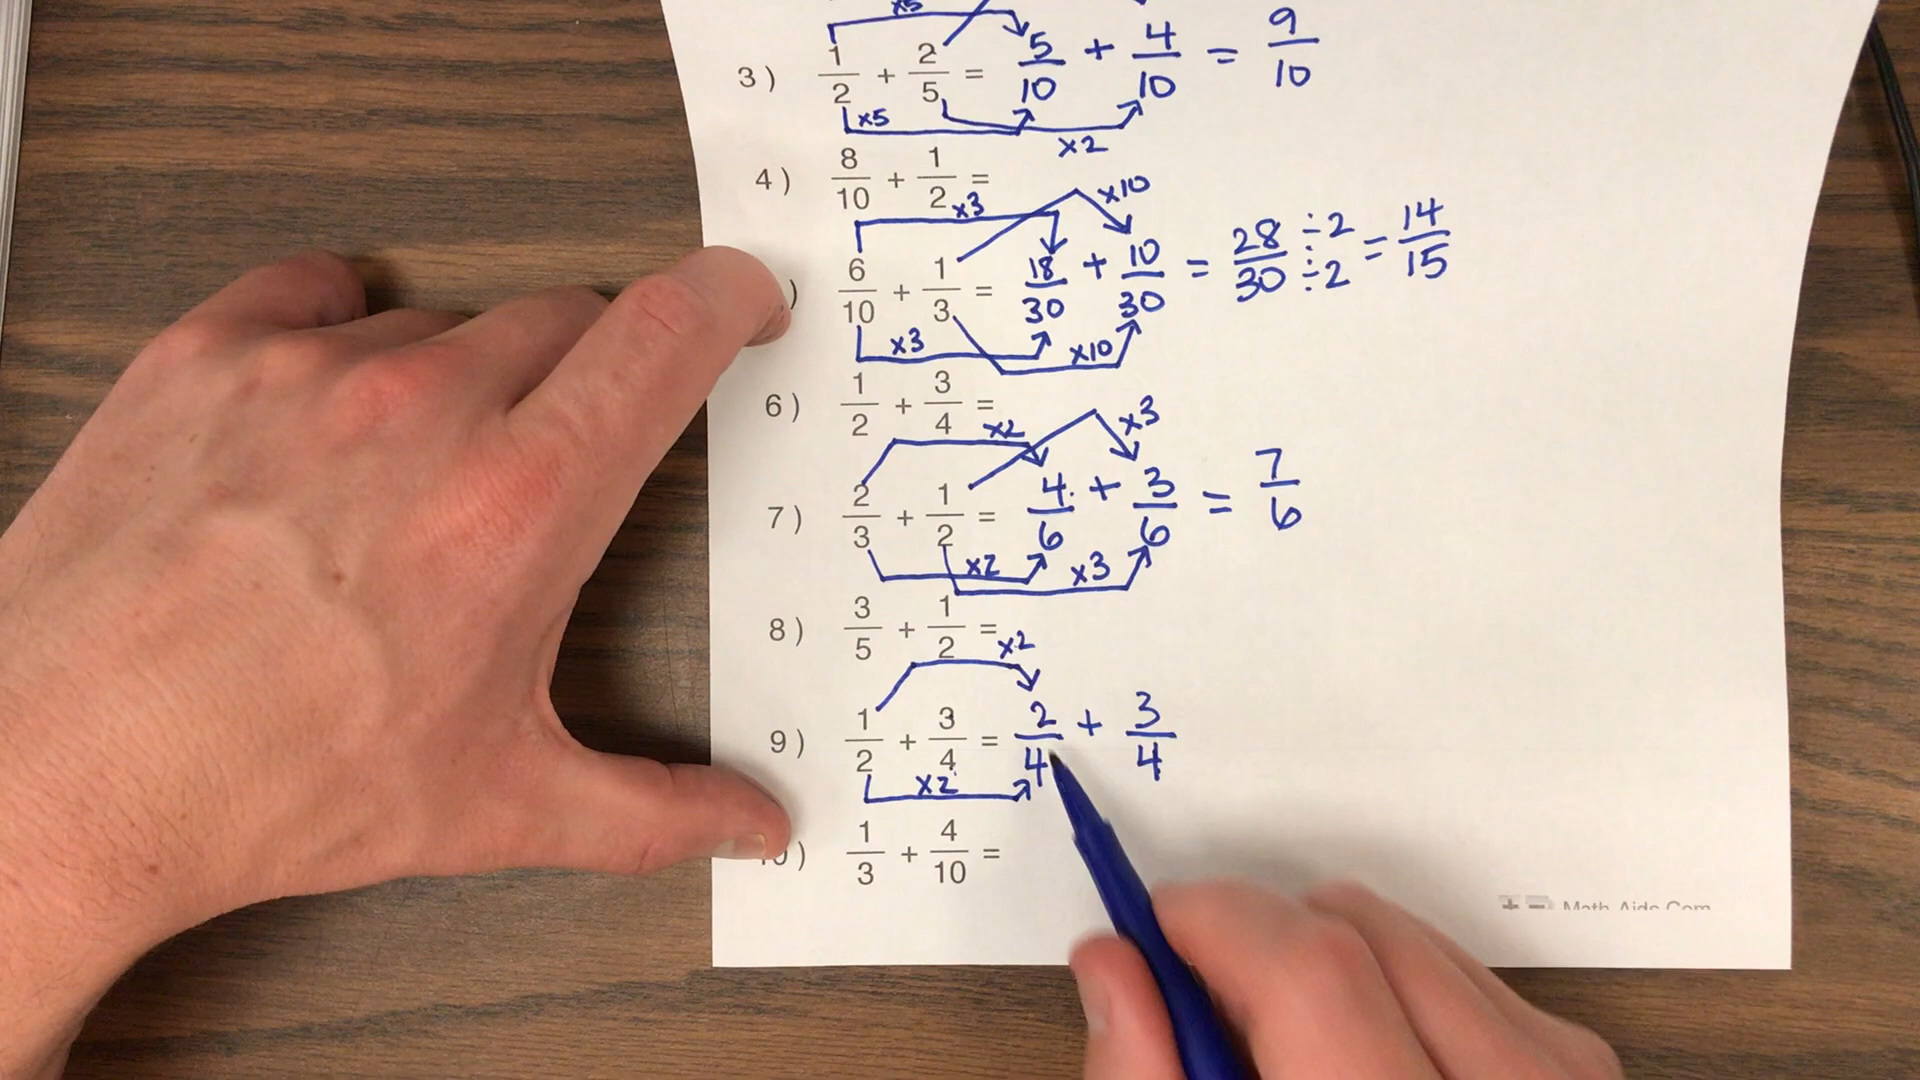 x5
3) 1/2 + 2/5 = 5/10 + 4/10 = 9/10
x5 x2
4) 8/10 + 1/2 =
x3 x10
) 6/10 + 1/3 = 18/30 + 10/30 = 28/30 ÷2/÷2 = 14/15
x3 x10
6) 1/2 + 3/4 =
x2 x3
7) 2/3 + 1/2 = 4/6 + 3/6 = 7/6
x2 x3
8) 3/5 + 1/2 =
x2
9) 1/2 + 3/4 = 2/4 + 3/4
x2
10) 1/3 + 4/10 =
Math-Aids.Com